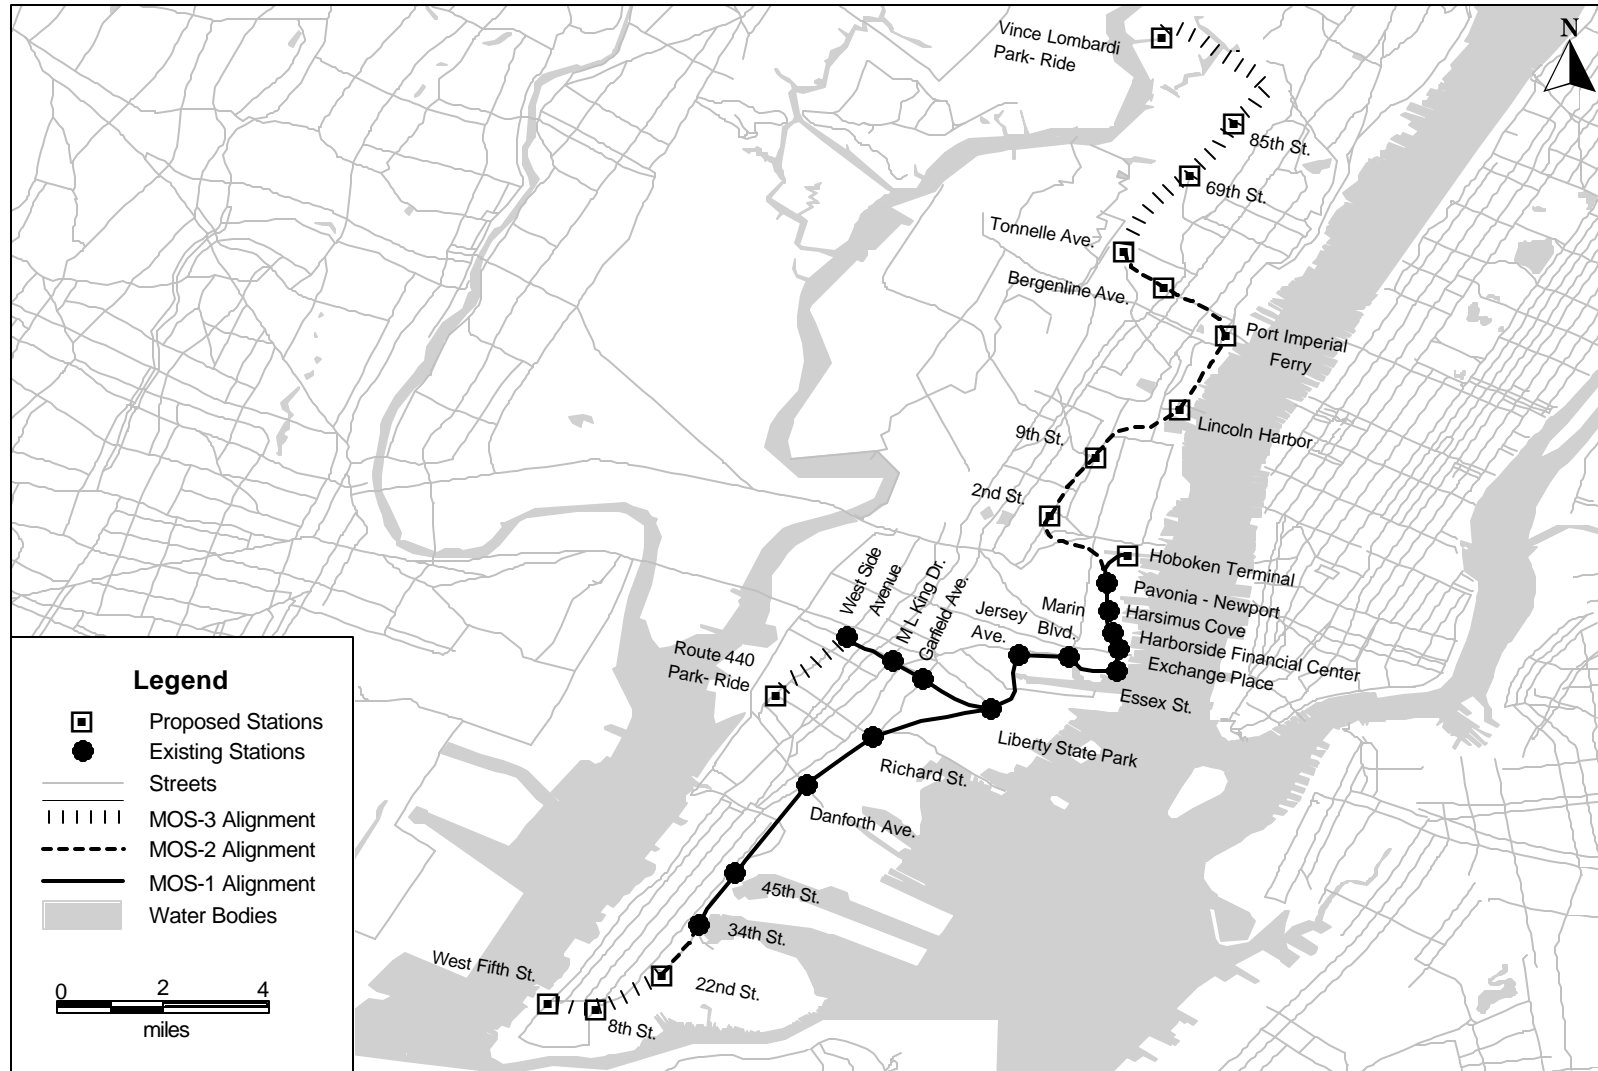 Vince Lombardi
Park- Ride
N
85th St.
69th St.
Tonnelle Ave.
Bergenline Ave.
Port Imperial
Ferry
Lincoln Harbor
9th St.
2nd St.
Hoboken Terminal
Pavonia - Newport
Harsimus Cove
Harborside Financial Center
Exchange Place
Essex St.
Marin
Blvd.
Jersey
Ave.
Garfield Ave.
M L King Dr.
West Side
Avenue
Route 440
Park- Ride
Liberty State Park
Richard St.
Danforth Ave.
45th St.
34th St.
22nd St.
8th St.
West Fifth St.
Legend
Proposed Stations
Existing Stations
Streets
MOS-3 Alignment
MOS-2 Alignment
MOS-1 Alignment
Water Bodies
0 2 4
miles